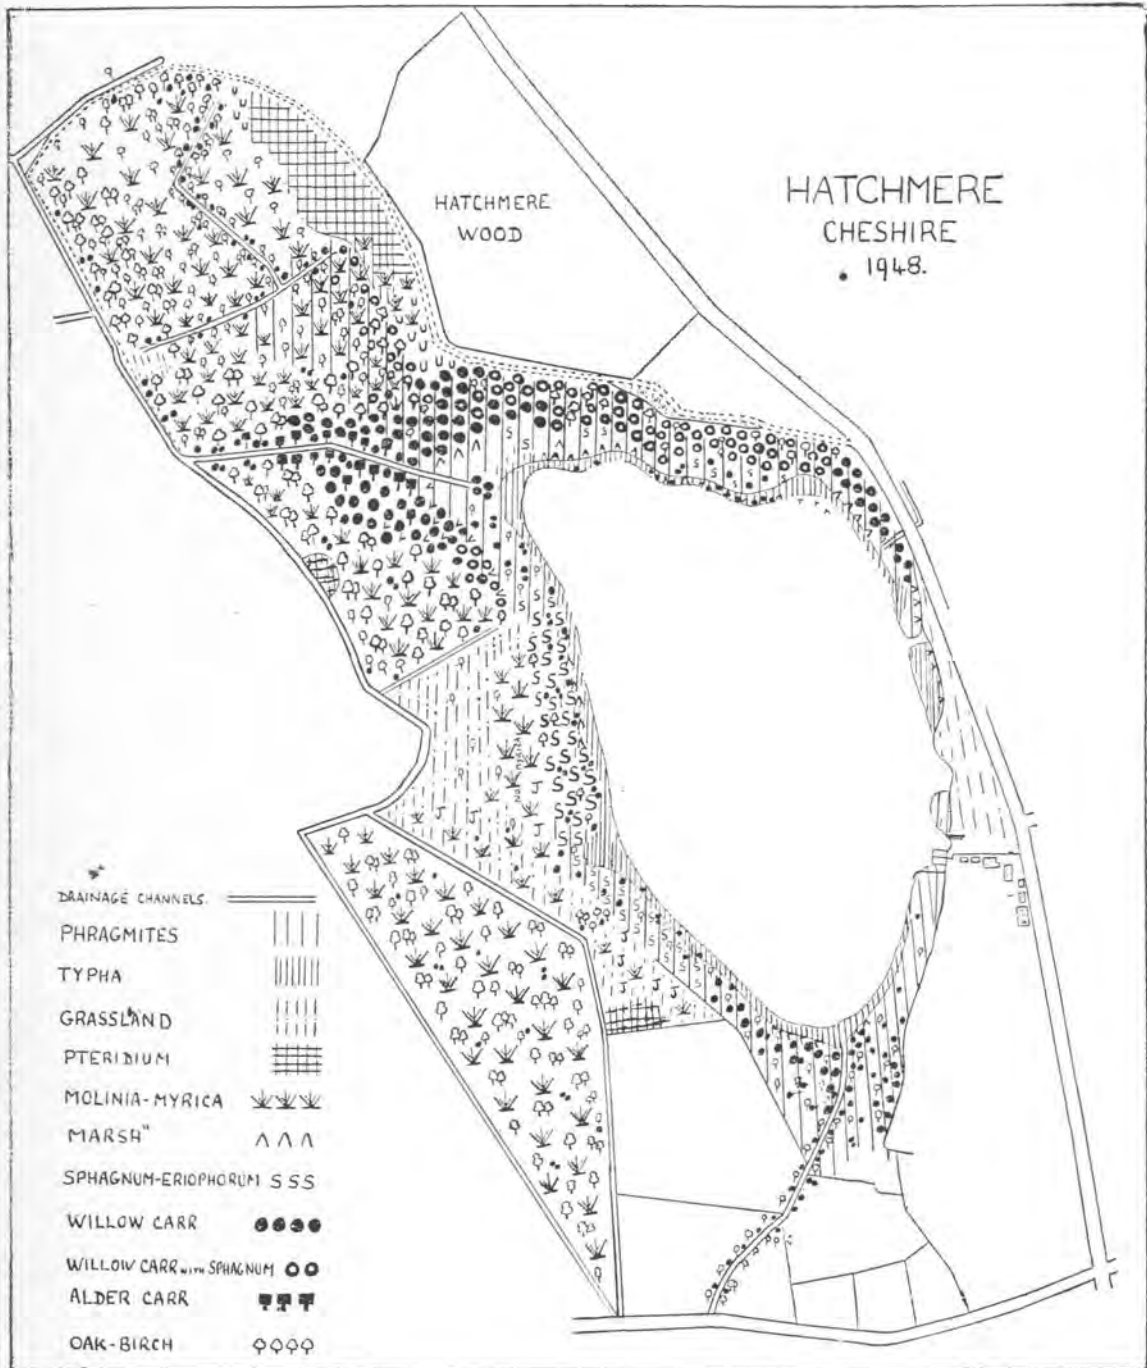 HATCHMERE
CHESHIRE
1948.
HATCHMERE
WOOD
DRAINAGE CHANNELS.
PHRAGMITES
TYPHA
GRASSLAND
PTERIDIUM
MOLINIA-MYRICA
MARSH"
SPHAGNUM-ERIOPHORUM SSS
WILLOW CARR
WILLOW CARR WITH SPHAGNUM
ALDER CARR
OAK-BIRCH